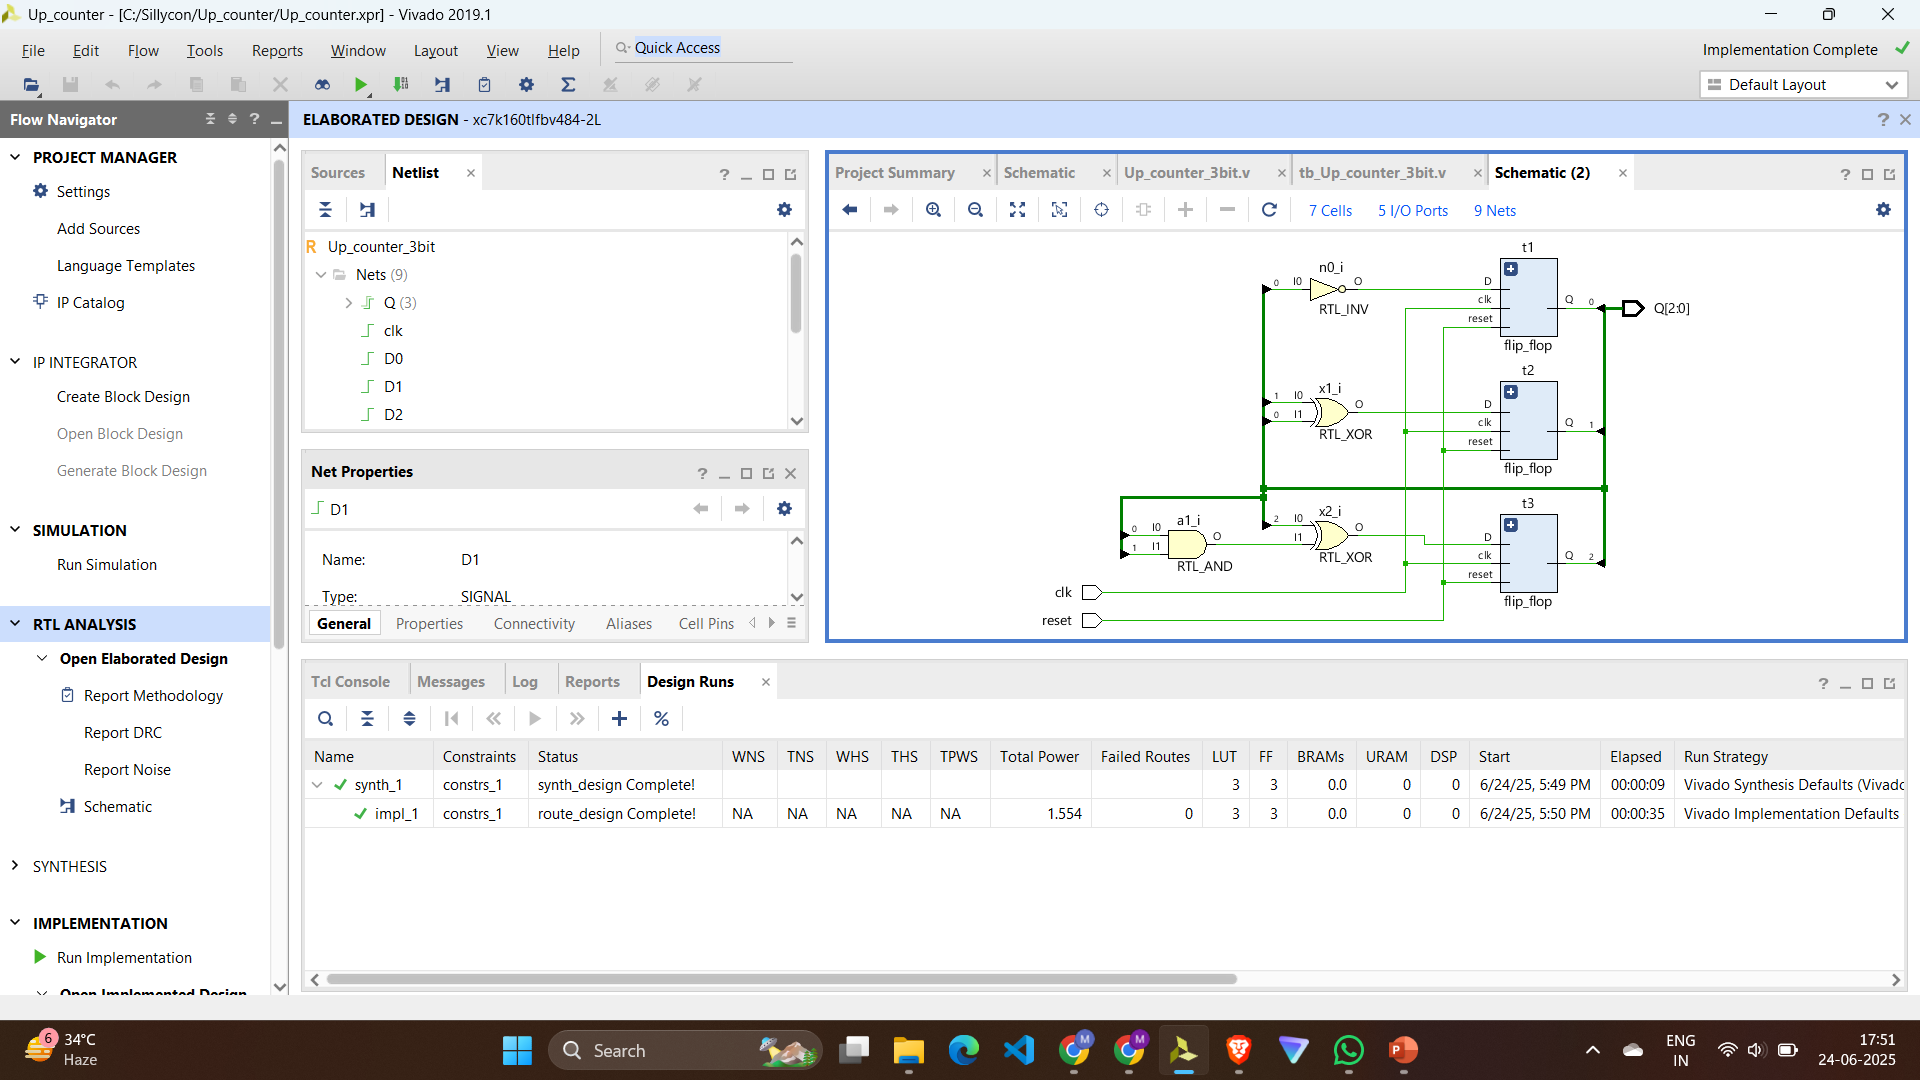 Up_counter - [C:/Sillycon/Up_counter/Up_counter.xpr] - Vivado 2019.1
File Edit Flow Tools Reports Window Layout View Help Quick Access
Implementation Complete
Default Layout
Flow Navigator
ELABORATED DESIGN - xc7k160tlfbv484-2L
PROJECT MANAGER
Settings
Add Sources
Language Templates
IP Catalog
IP INTEGRATOR
Create Block Design
Open Block Design
Generate Block Design
SIMULATION
Run Simulation
RTL ANALYSIS
Open Elaborated Design
Report Methodology
Report DRC
Report Noise
Schematic
SYNTHESIS
IMPLEMENTATION
Run Implementation
Open Implemented Design
Sources Netlist
R Up_counter_3bit
Nets (9)
Q (3)
clk
D0
D1
D2
Net Properties
D1
Name: D1
Type: SIGNAL
General Properties Connectivity Aliases Cell Pins
Project Summary Schematic Up_counter_3bit.v tb_Up_counter_3bit.v Schematic (2)
7 Cells 5 I/O Ports 9 Nets
t1
n0_i
0 I0 O D
clk
RTL_INV
reset
Q 0 Q[2:0]
flip_flop
t2
x1_i
1 I0 O D
0 I1 clk
Q 1
RTL_XOR reset
flip_flop
t3
x2_i
a1_i
2 I0 O
0 I0 O I1 D
1 I1 clk Q 2
RTL_XOR
RTL_AND reset
clk
flip_flop
reset
Tcl Console Messages Log Reports Design Runs
Name Constraints Status WNS TNS WHS THS TPWS Total Power Failed Routes LUT FF BRAMs URAM DSP Start Elapsed Run Strategy
synth_1 constrs_1 synth_design Complete! 3 3 0.0 0 0 6/24/25, 5:49 PM 00:00:09 Vivado Synthesis Defaults (Vivado
impl_1 constrs_1 route_design Complete! NA NA NA NA NA 1.554 0 3 3 0.0 0 0 6/24/25, 5:50 PM 00:00:35 Vivado Implementation Defaults
6
34°C
Haze
Search
M
M
ENG
IN
17:51
24-06-2025